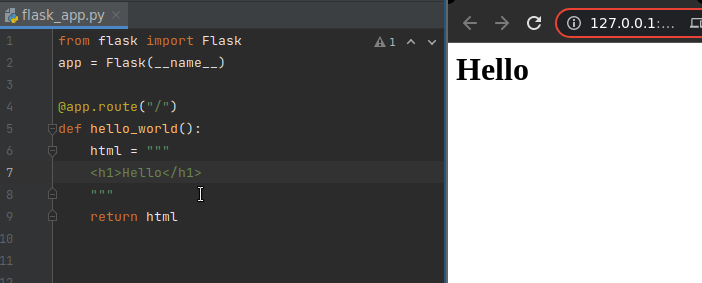 flask_app.py
1 from flask import Flask
2 app = Flask(__name__)
3
4 @app.route("/")
5 def hello_world():
6     html = """
7     <h1>Hello</h1>
8     """
9     return html
10
11
1
127.0.0.1:...
Hello